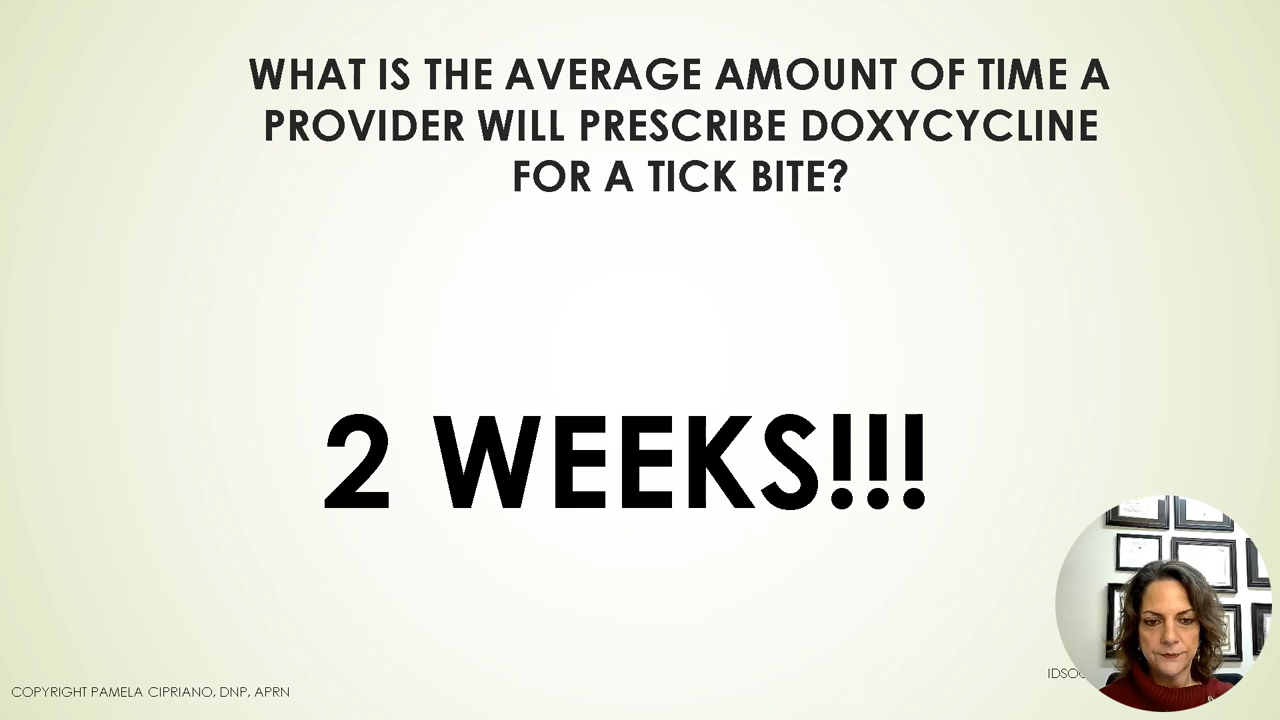 WHAT IS THE AVERAGE AMOUNT OF TIME A
PROVIDER WILL PRESCRIBE DOXYCYCLINE
FOR A TICK BITE?
2 WEEKS!!!
COPYRIGHT PAMELA CIPRIANO, DNP, APRN